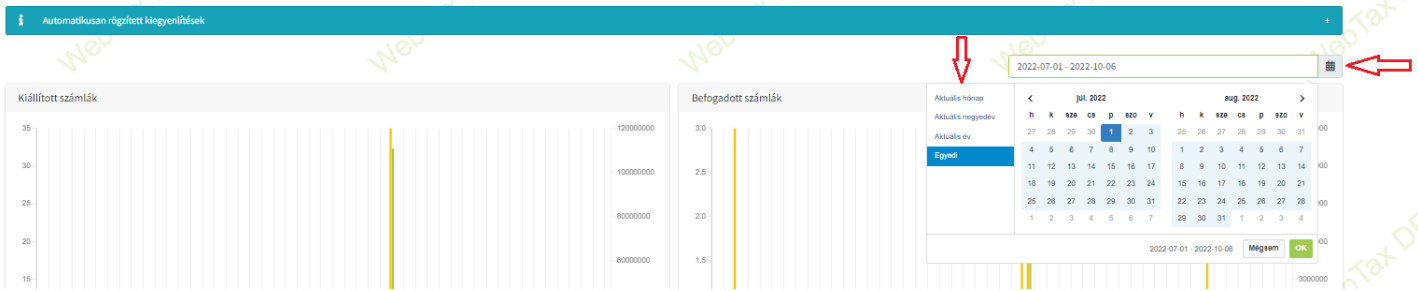 i Automatikusan rögzített kiegyenlítések +
2022-07-01 - 2022-10-06
Kiállított számlák
35
30
25
20
15
120000000
100000000
80000000
60000000
Befogadott számlák
3.0
2.5
2.0
1.5
Aktuális hónap
Aktuális negyedév
Aktuális év
Egyedi
júl. 2022
h k sze cs p szo v
27 28 29 30 1 2 3
4 5 6 7 8 9 10
11 12 13 14 15 16 17
18 19 20 21 22 23 24
25 26 27 28 29 30 31
1 2 3 4 5 6 7
aug. 2022
h k sze cs p szo v
25 26 27 28 29 30 31
1 2 3 4 5 6 7
8 9 10 11 12 13 14
15 16 17 18 19 20 21
22 23 24 25 26 27 28
29 30 31 1 2 3 4
2022-07-01 - 2022-10-06 Mégsem OK
3000000